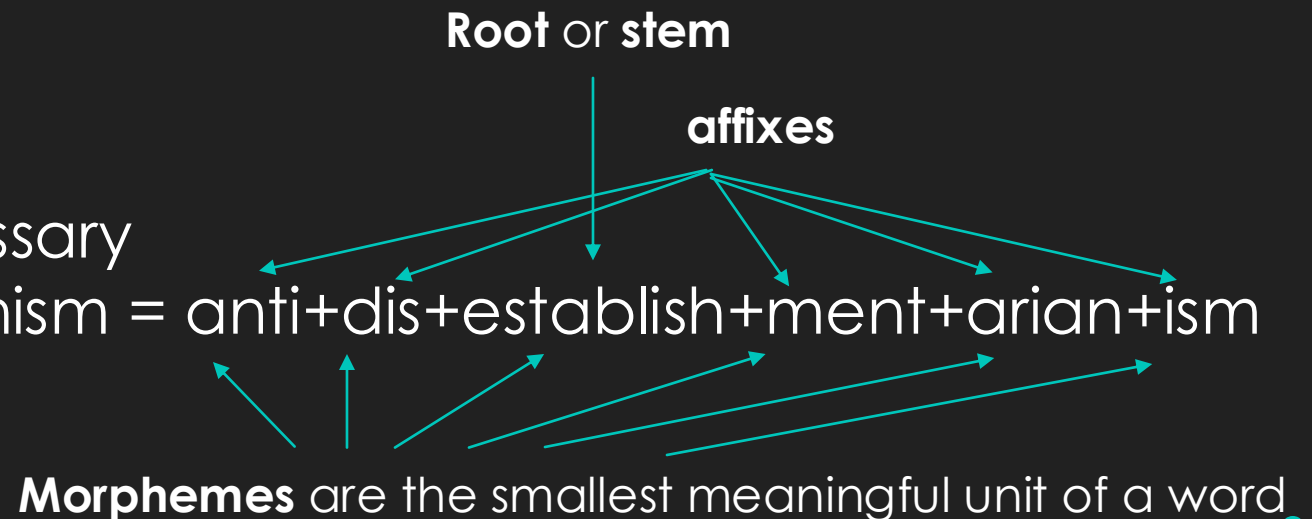 Root or stem
affixes
ssary
nism = anti+dis+establish+ment+arian+ism
Morphemes are the smallest meaningful unit of a word